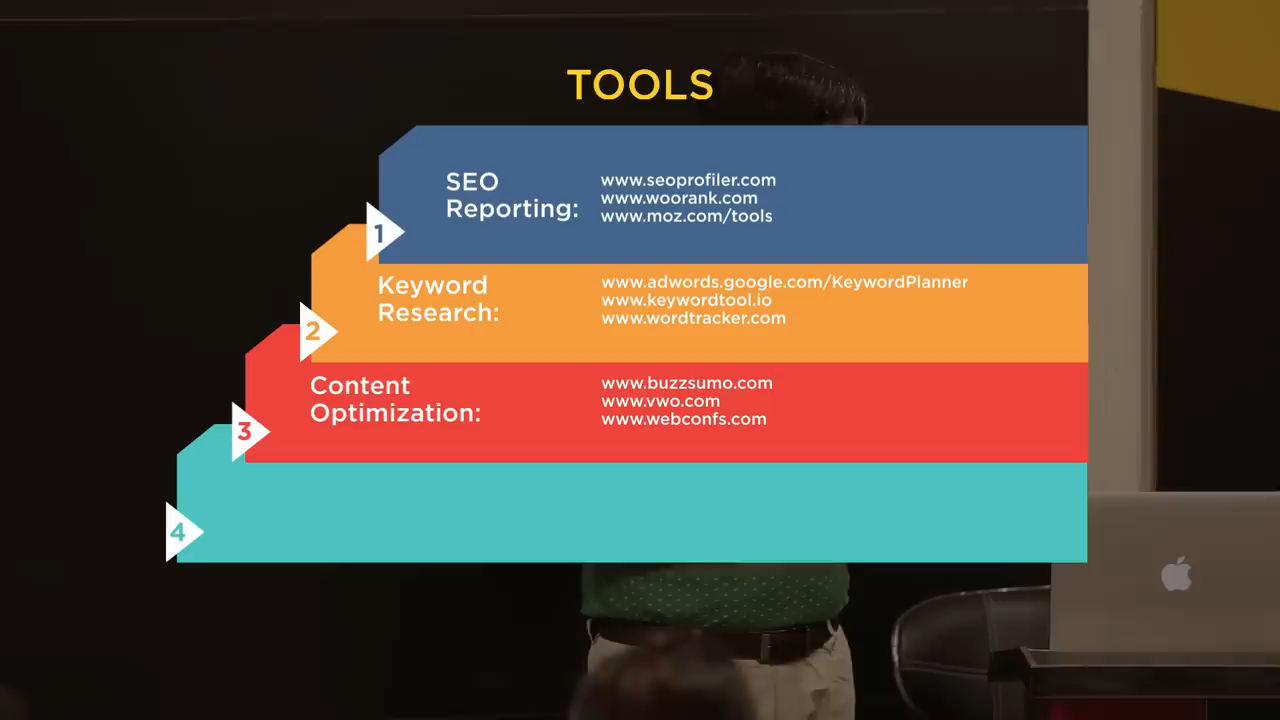 TOOLS
SEO
Reporting:
www.seoprofiler.com
www.woorank.com
www.moz.com/tools
1
Keyword
Research:
www.adwords.google.com/KeywordPlanner
www.keywordtool.io
www.wordtracker.com
2
Content
Optimization:
www.buzzsumo.com
www.vwo.com
www.webconfs.com
3
4